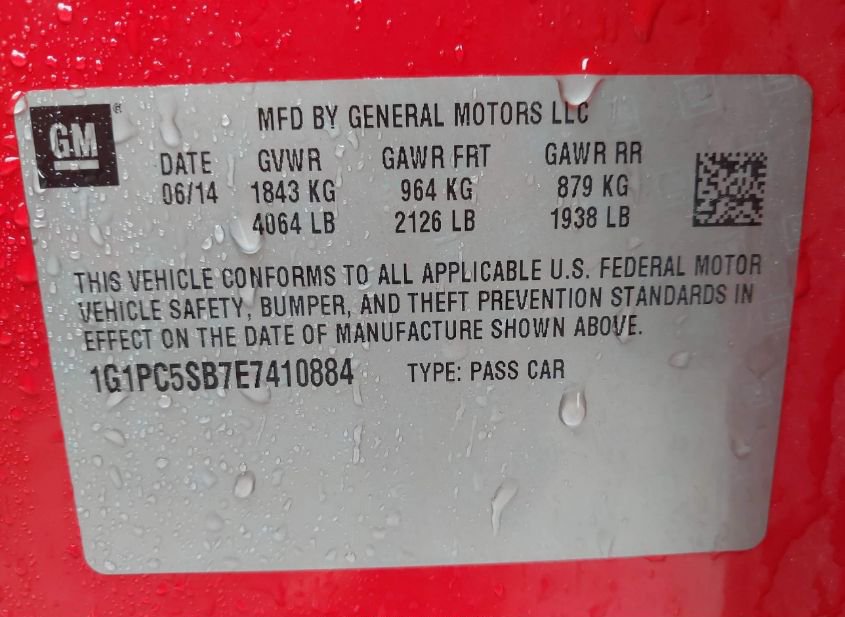 GM ®
MFD BY GENERAL MOTORS LLC
DATE GVWR GAWR FRT GAWR RR
06/14 1843 KG 964 KG 879 KG
4064 LB 2126 LB 1938 LB
THIS VEHICLE CONFORMS TO ALL APPLICABLE U.S. FEDERAL MOTOR
VEHICLE SAFETY, BUMPER, AND THEFT PREVENTION STANDARDS IN
EFFECT ON THE DATE OF MANUFACTURE SHOWN ABOVE.
1G1PC5SB7E7410884 TYPE: PASS CAR